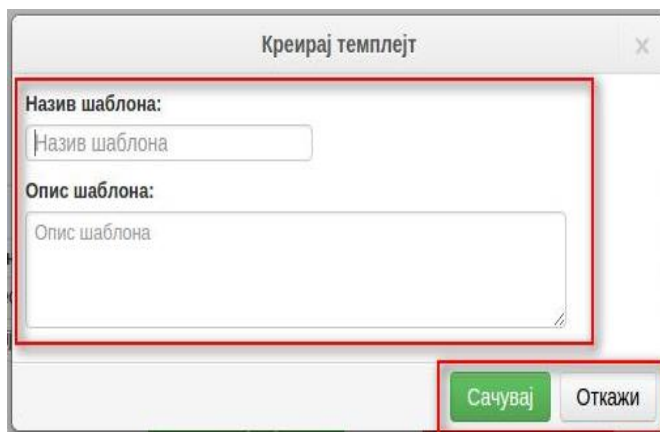 Креирај темплејт ×
Назив шаблона:
Назив шаблона
Опис шаблона:
Опис шаблона
Сачувај Откажи